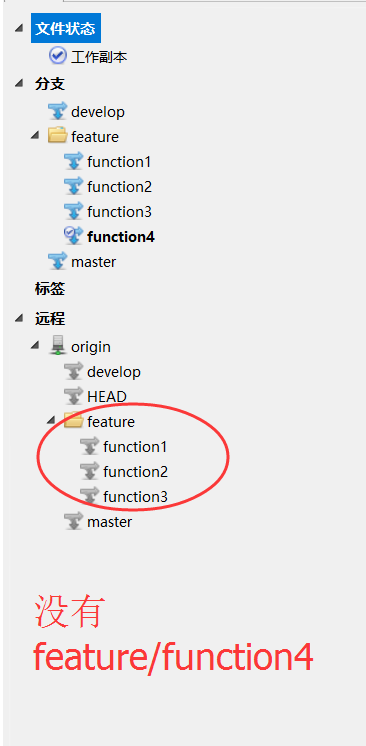 文件状态
工作副本
分支
develop
feature
function1
function2
function3
function4
master
标签
远程
origin
develop
HEAD
feature
function1
function2
function3
master
没有
feature/function4